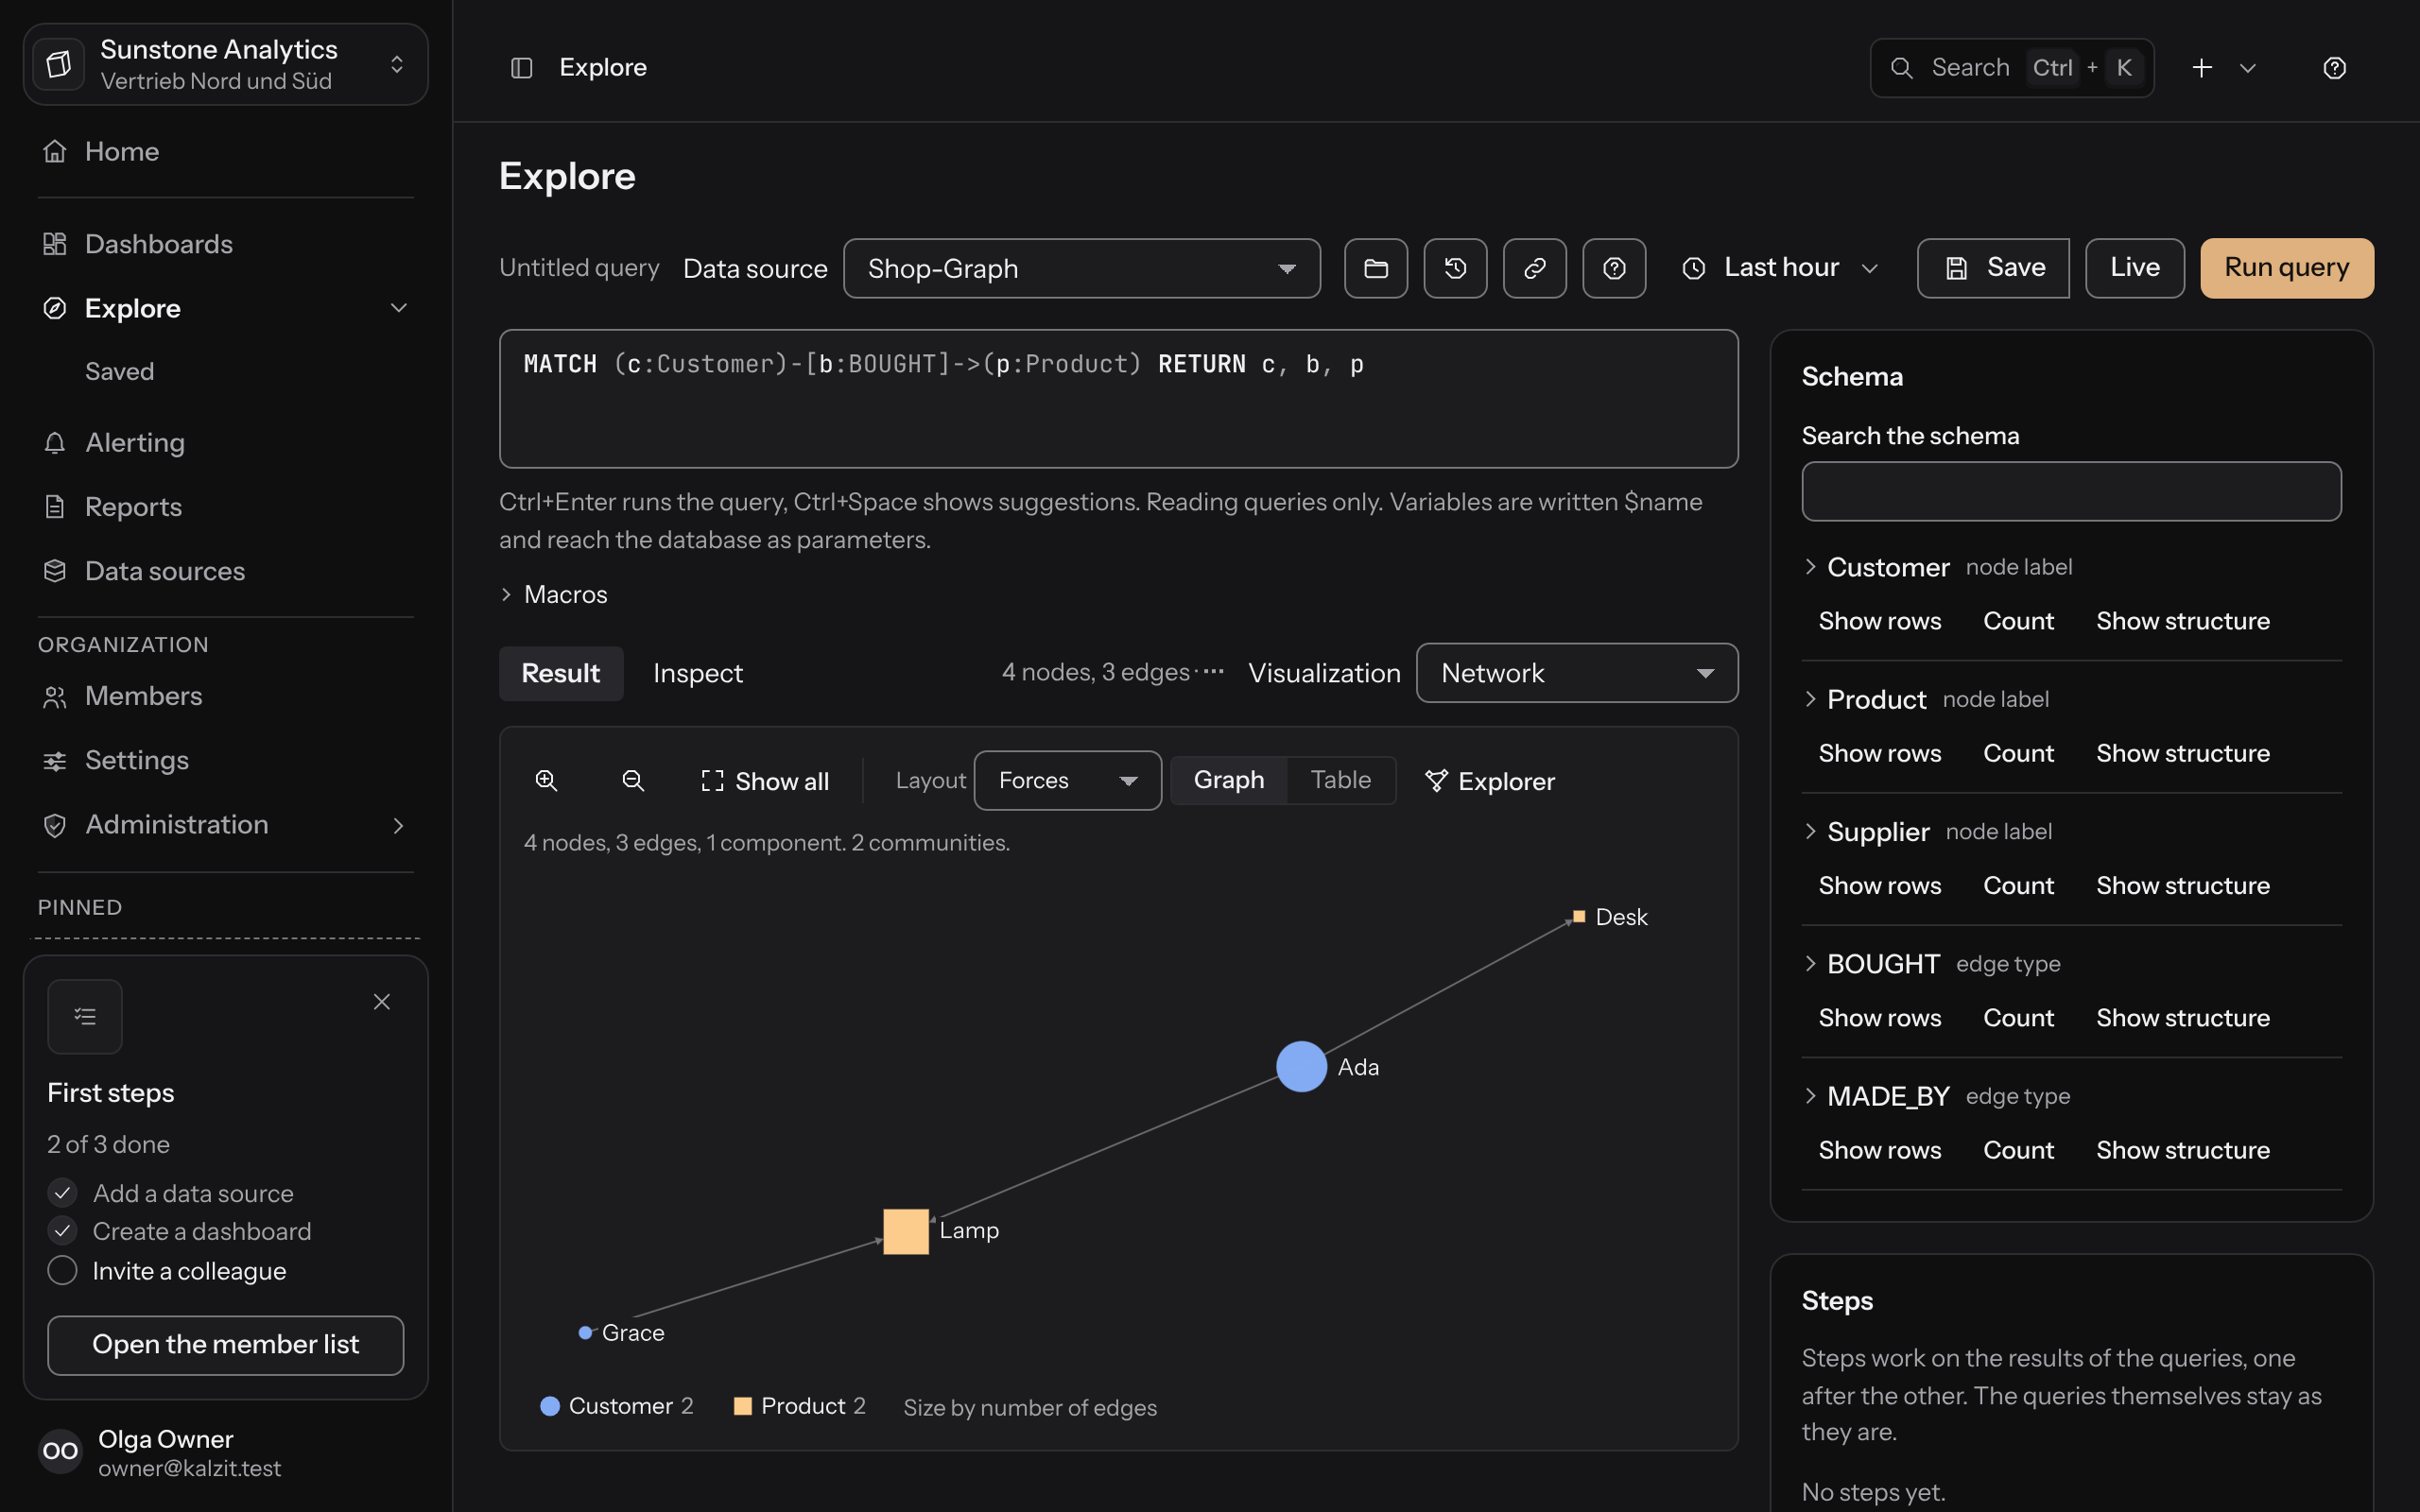 Sunstone Analytics
Vertrieb Nord und Süd
Home
Dashboards
Explore
Saved
Alerting
Reports
Data sources
ORGANIZATION
Members
Settings
Administration
PINNED
First steps
2 of 3 done
Add a data source
Create a dashboard
Invite a colleague
Open the member list
OO
Olga Owner
owner@kalzit.test
Explore
Search Ctrl + K
Explore
Untitled query Data source Shop-Graph Last hour Save Live Run query
MATCH (c:Customer)-[b:BOUGHT]->(p:Product) RETURN c, b, p
Ctrl+Enter runs the query, Ctrl+Space shows suggestions. Reading queries only. Variables are written $name
and reach the database as parameters.
Macros
Result Inspect 4 nodes, 3 edges · ··· Visualization Network
Show all Layout Forces Graph Table Explorer
4 nodes, 3 edges, 1 component. 2 communities.
Desk
Ada
Lamp
Grace
Customer 2 Product 2 Size by number of edges
Schema
Search the schema
Customer node label
Show rows Count Show structure
Product node label
Show rows Count Show structure
Supplier node label
Show rows Count Show structure
BOUGHT edge type
Show rows Count Show structure
MADE_BY edge type
Show rows Count Show structure
Steps
Steps work on the results of the queries, one
after the other. The queries themselves stay as
they are.
No steps yet.